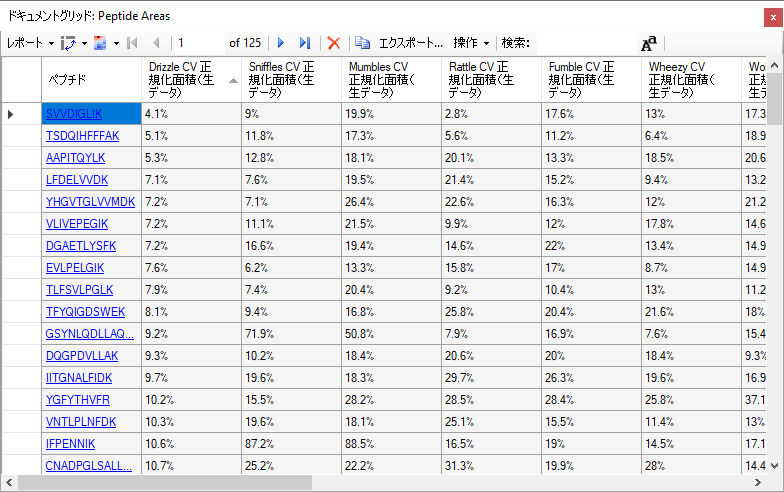 ドキュメントグリッド: Peptide Areas
レポート 1 of 125 エクスポート... 操作 検索: Aa
ペプチド Drizzle CV 正規化面積(生データ) Sniffles CV 正規化面積(生データ) Mumbles CV 正規化面積(生データ) Rattle CV 正規化面積(生データ) Fumble CV 正規化面積(生データ) Wheezy CV 正規化面積(生データ) Wo 正規 生デ
SVVDIGLIK 4.1% 9% 19.9% 2.8% 17.6% 13% 17.3
TSDQIHFFFAK 5.1% 11.8% 17.3% 5.6% 11.2% 6.4% 18.9
AAPITQYLK 5.3% 12.8% 18.1% 20.1% 13.3% 18.5% 20.6
LFDELVVDK 7.1% 7.6% 19.5% 21.4% 15.2% 9.4% 13.2
YHGVTGLVVMDK 7.2% 7.1% 26.4% 22.6% 16.3% 12% 21.2
VLIVEPEGIK 7.2% 11.1% 21.5% 9.9% 12% 17.8% 14.6
DGAETLYSFK 7.2% 16.6% 19.4% 14.6% 22% 13.4% 14.9
EVLPELGIK 7.6% 6.2% 13.3% 15.8% 17% 8.7% 14.9
TLFSVLPGLK 7.9% 7.4% 20.4% 9.2% 10.4% 13% 11.2
TFYQIGDSWEK 8.1% 9.4% 16.8% 25.8% 20.4% 21.6% 18%
GSYNLQDLLAQ... 9.2% 71.9% 50.8% 7.9% 16.9% 7.6% 15.4
DQGPDVLLAK 9.3% 10.2% 18.4% 20.6% 20% 18.4% 9.3%
IITGNALFIDK 9.7% 19.6% 18.3% 29.7% 26.3% 19.6% 16.9
YGFYTHVFR 10.2% 15.5% 28.2% 28.5% 28.4% 25.8% 37.1
VNTLPLNFDK 10.3% 19.6% 18.1% 25.1% 15.5% 11.4% 13%
IFPENNIK 10.6% 87.2% 88.5% 16.5% 19% 14.5% 17.1
CNADPGLSALL... 10.7% 25.2% 22.2% 31.3% 19.9% 28% 14.4